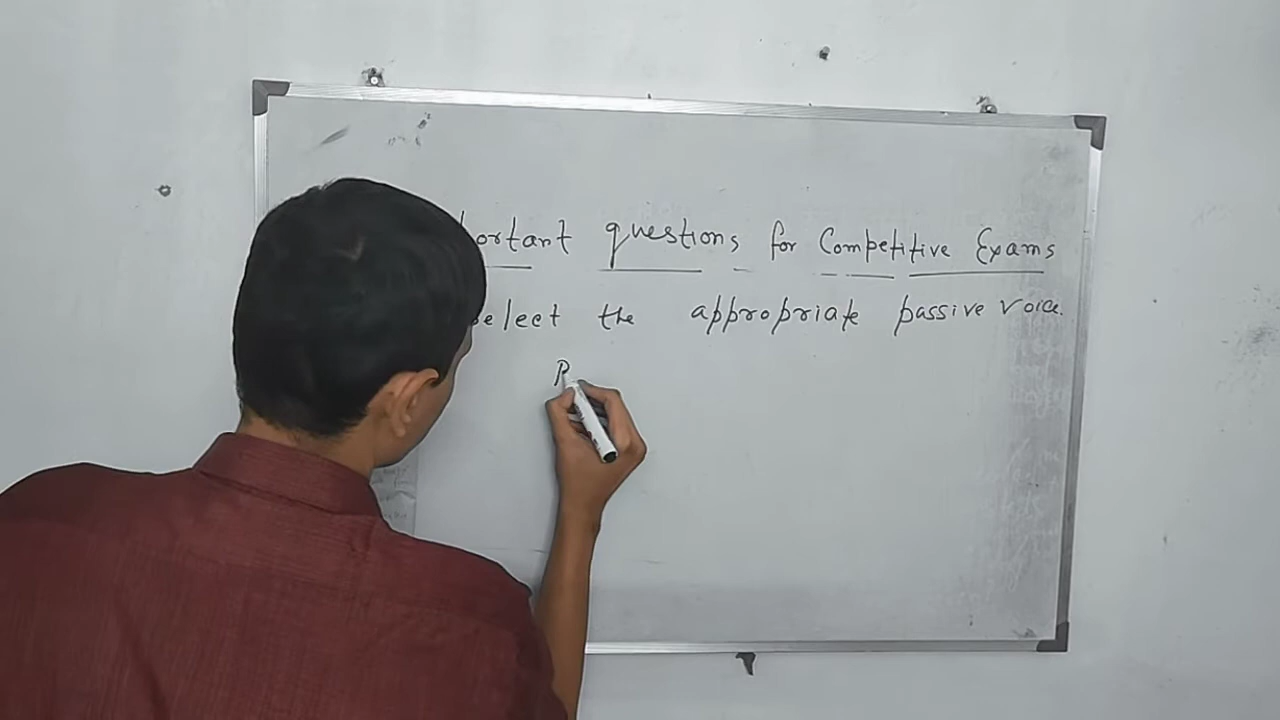 ortant questions for Competitive Exams
elect the appropriate passive voice.
P